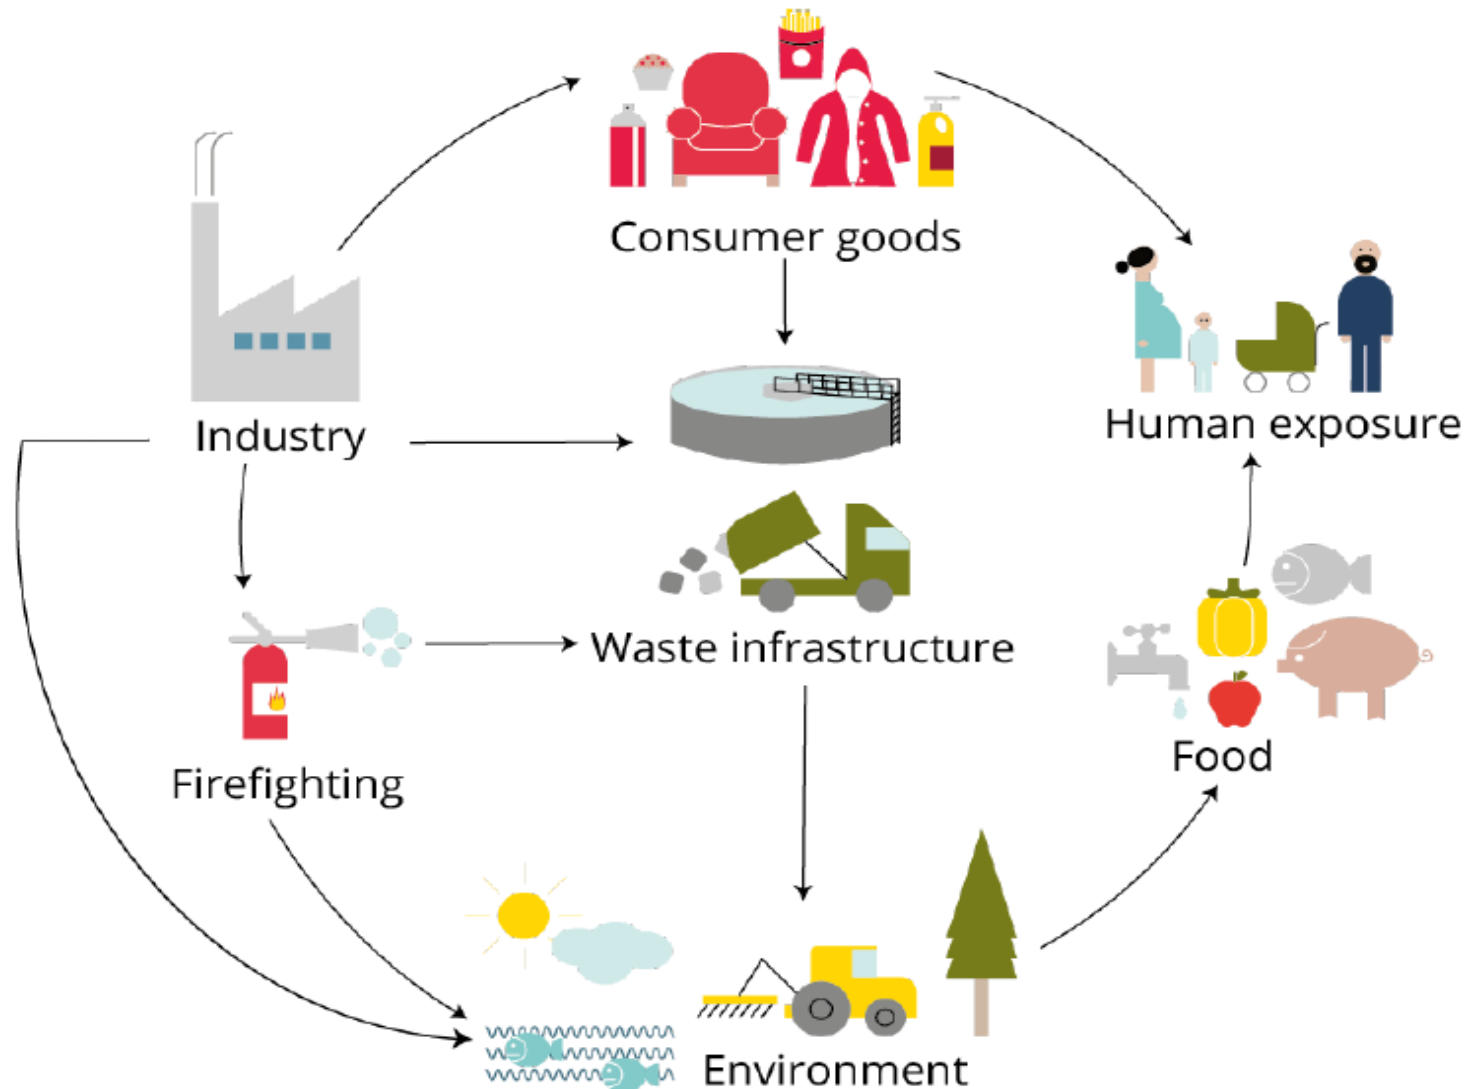 Consumer goods
Industry
Human exposure
Waste infrastructure
Firefighting
Food
Environment